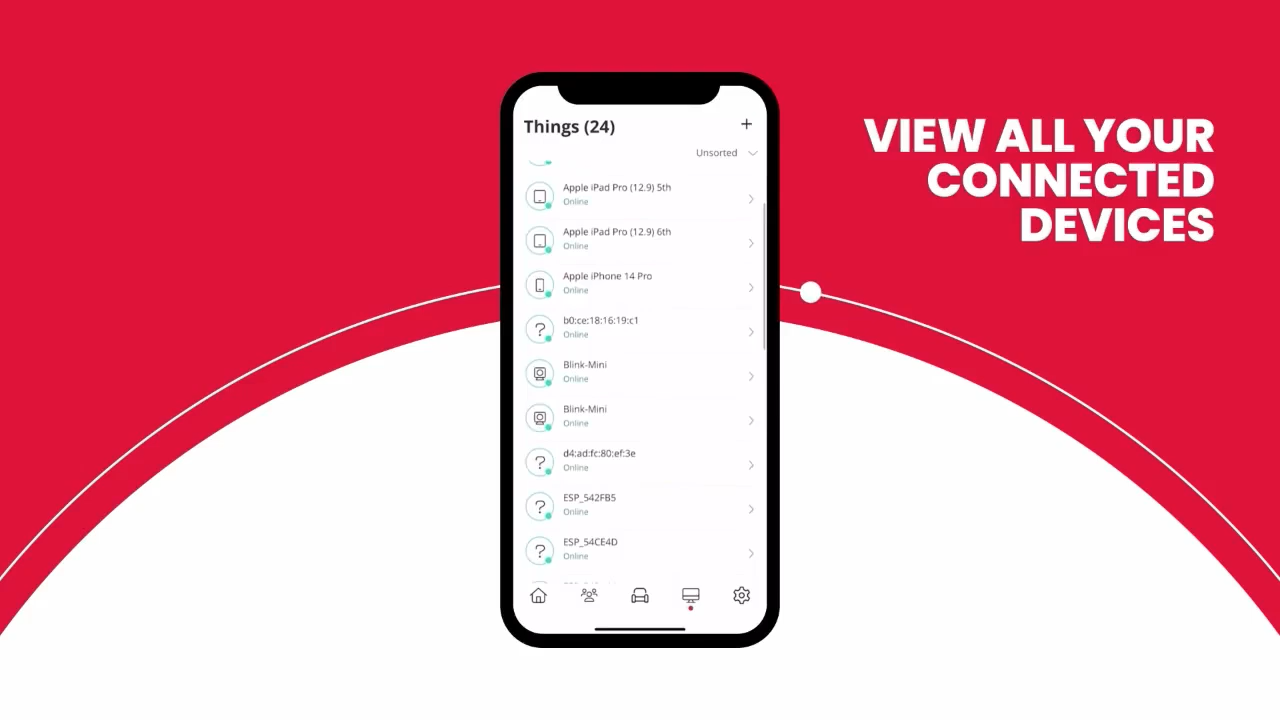 Things (24)
Unsorted
Apple iPad Pro (12.9) 5th
Online
Apple iPad Pro (12.9) 6th
Online
Apple iPhone 14 Pro
Online
b0:ce:18:16:19:c1
Online
Blink-Mini
Online
Blink-Mini
Online
d4:ad:fc:80:ef:3e
Online
ESP_542FB5
Online
ESP_54CE4D
Online
VIEW ALL YOUR
CONNECTED
DEVICES